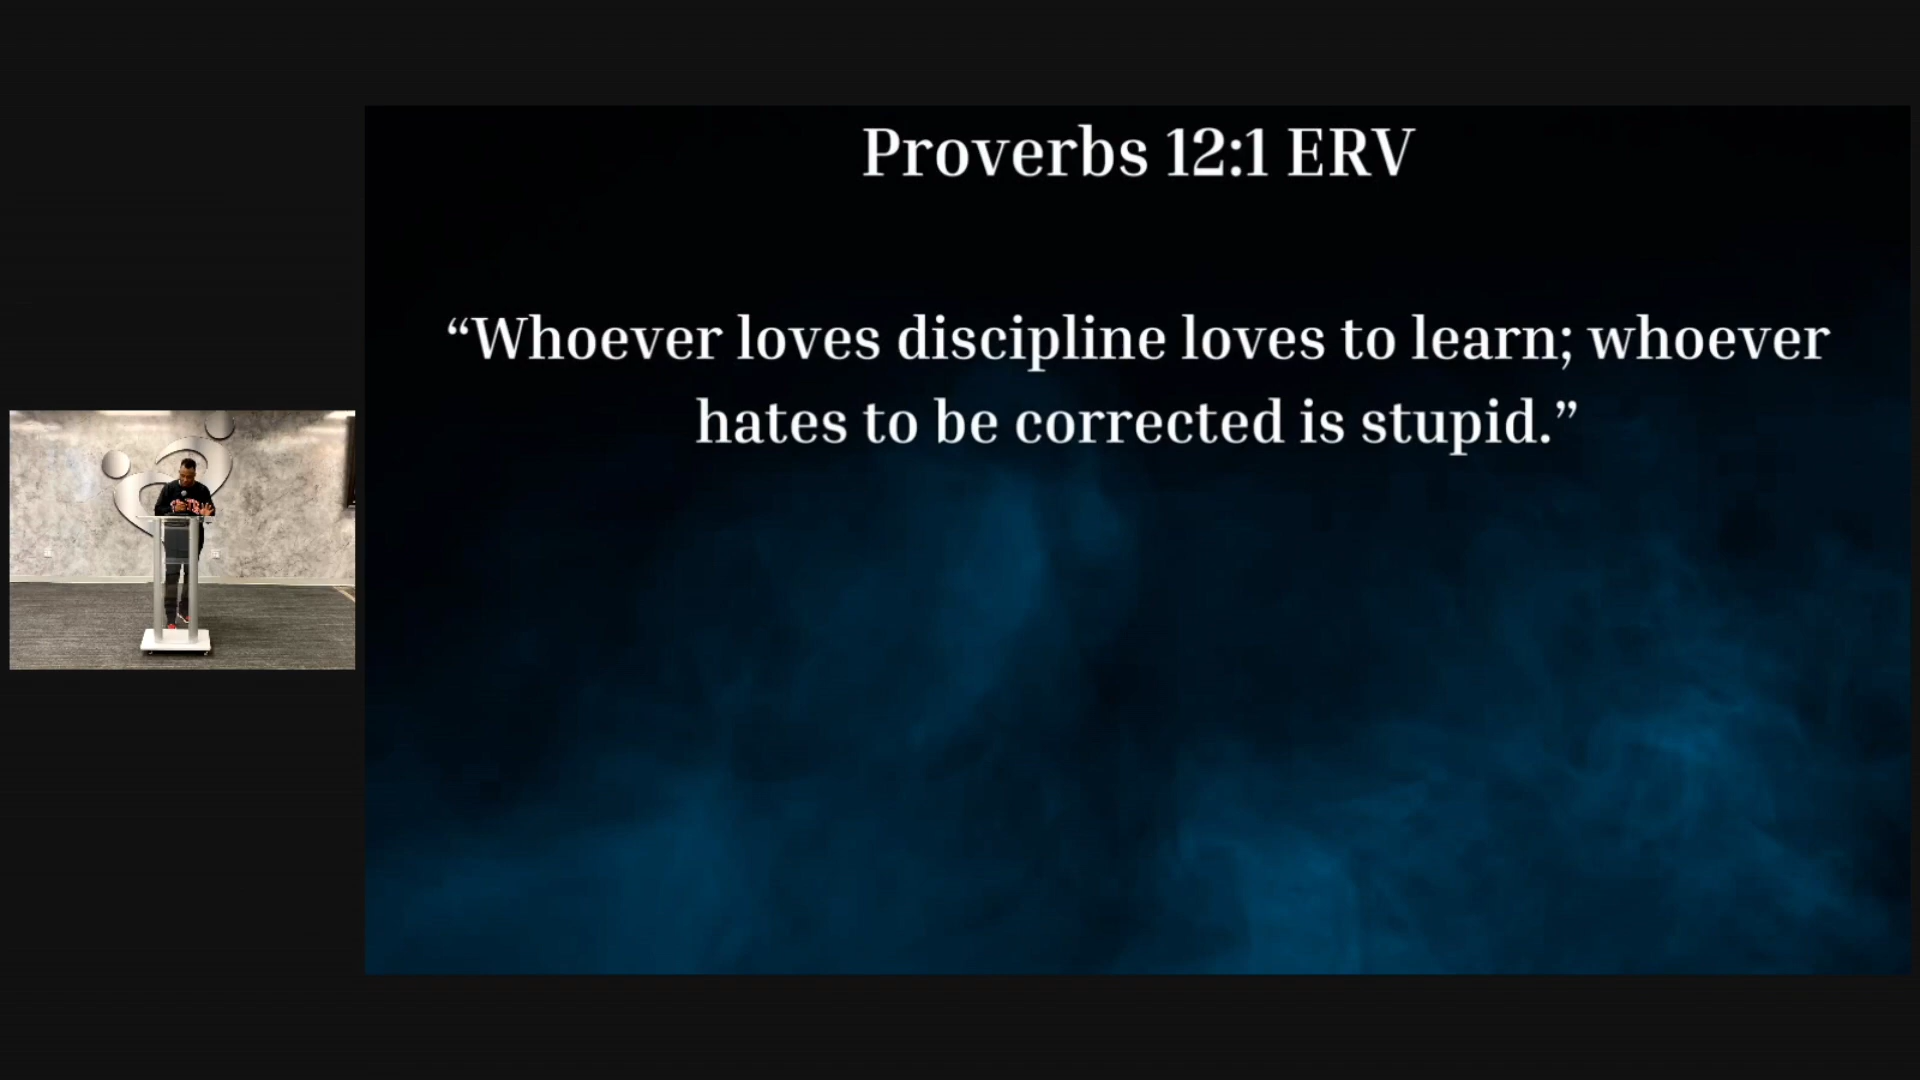 Proverbs 12:1 ERV
“Whoever loves discipline loves to learn; whoever
hates to be corrected is stupid.”